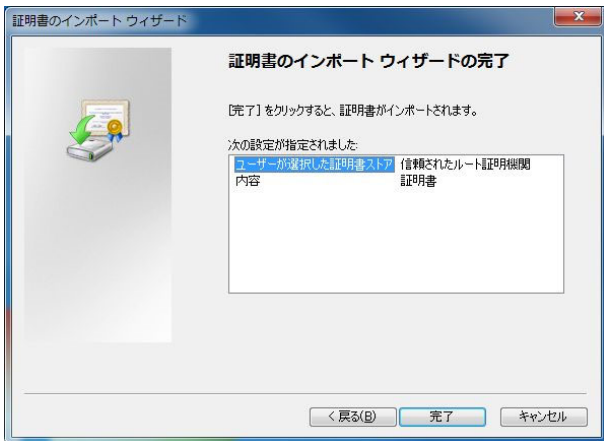 証明書のインポート ウィザード
証明書のインポート ウィザードの完了
[完了] をクリックすると、証明書がインポートされます。
次の設定が指定されました:
ユーザーが選択した証明書ストア 信頼されたルート証明機関
内容 証明書
< 戻る(B)
完了
キャンセル